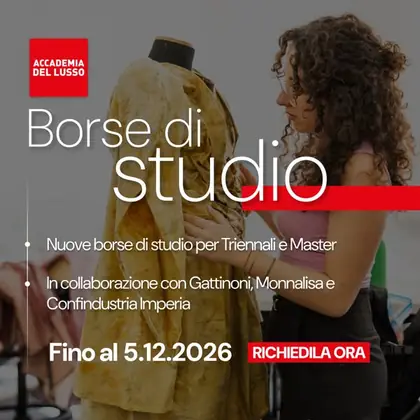 ACCADEMIA
DEL LUSSO
Borse di
studio
Nuove borse di studio per Triennali e Master
In collaborazione con Gattinoni, Monnalisa e
Confindustria Imperia
Fino al 5.12.2026
RICHIEDILA ORA